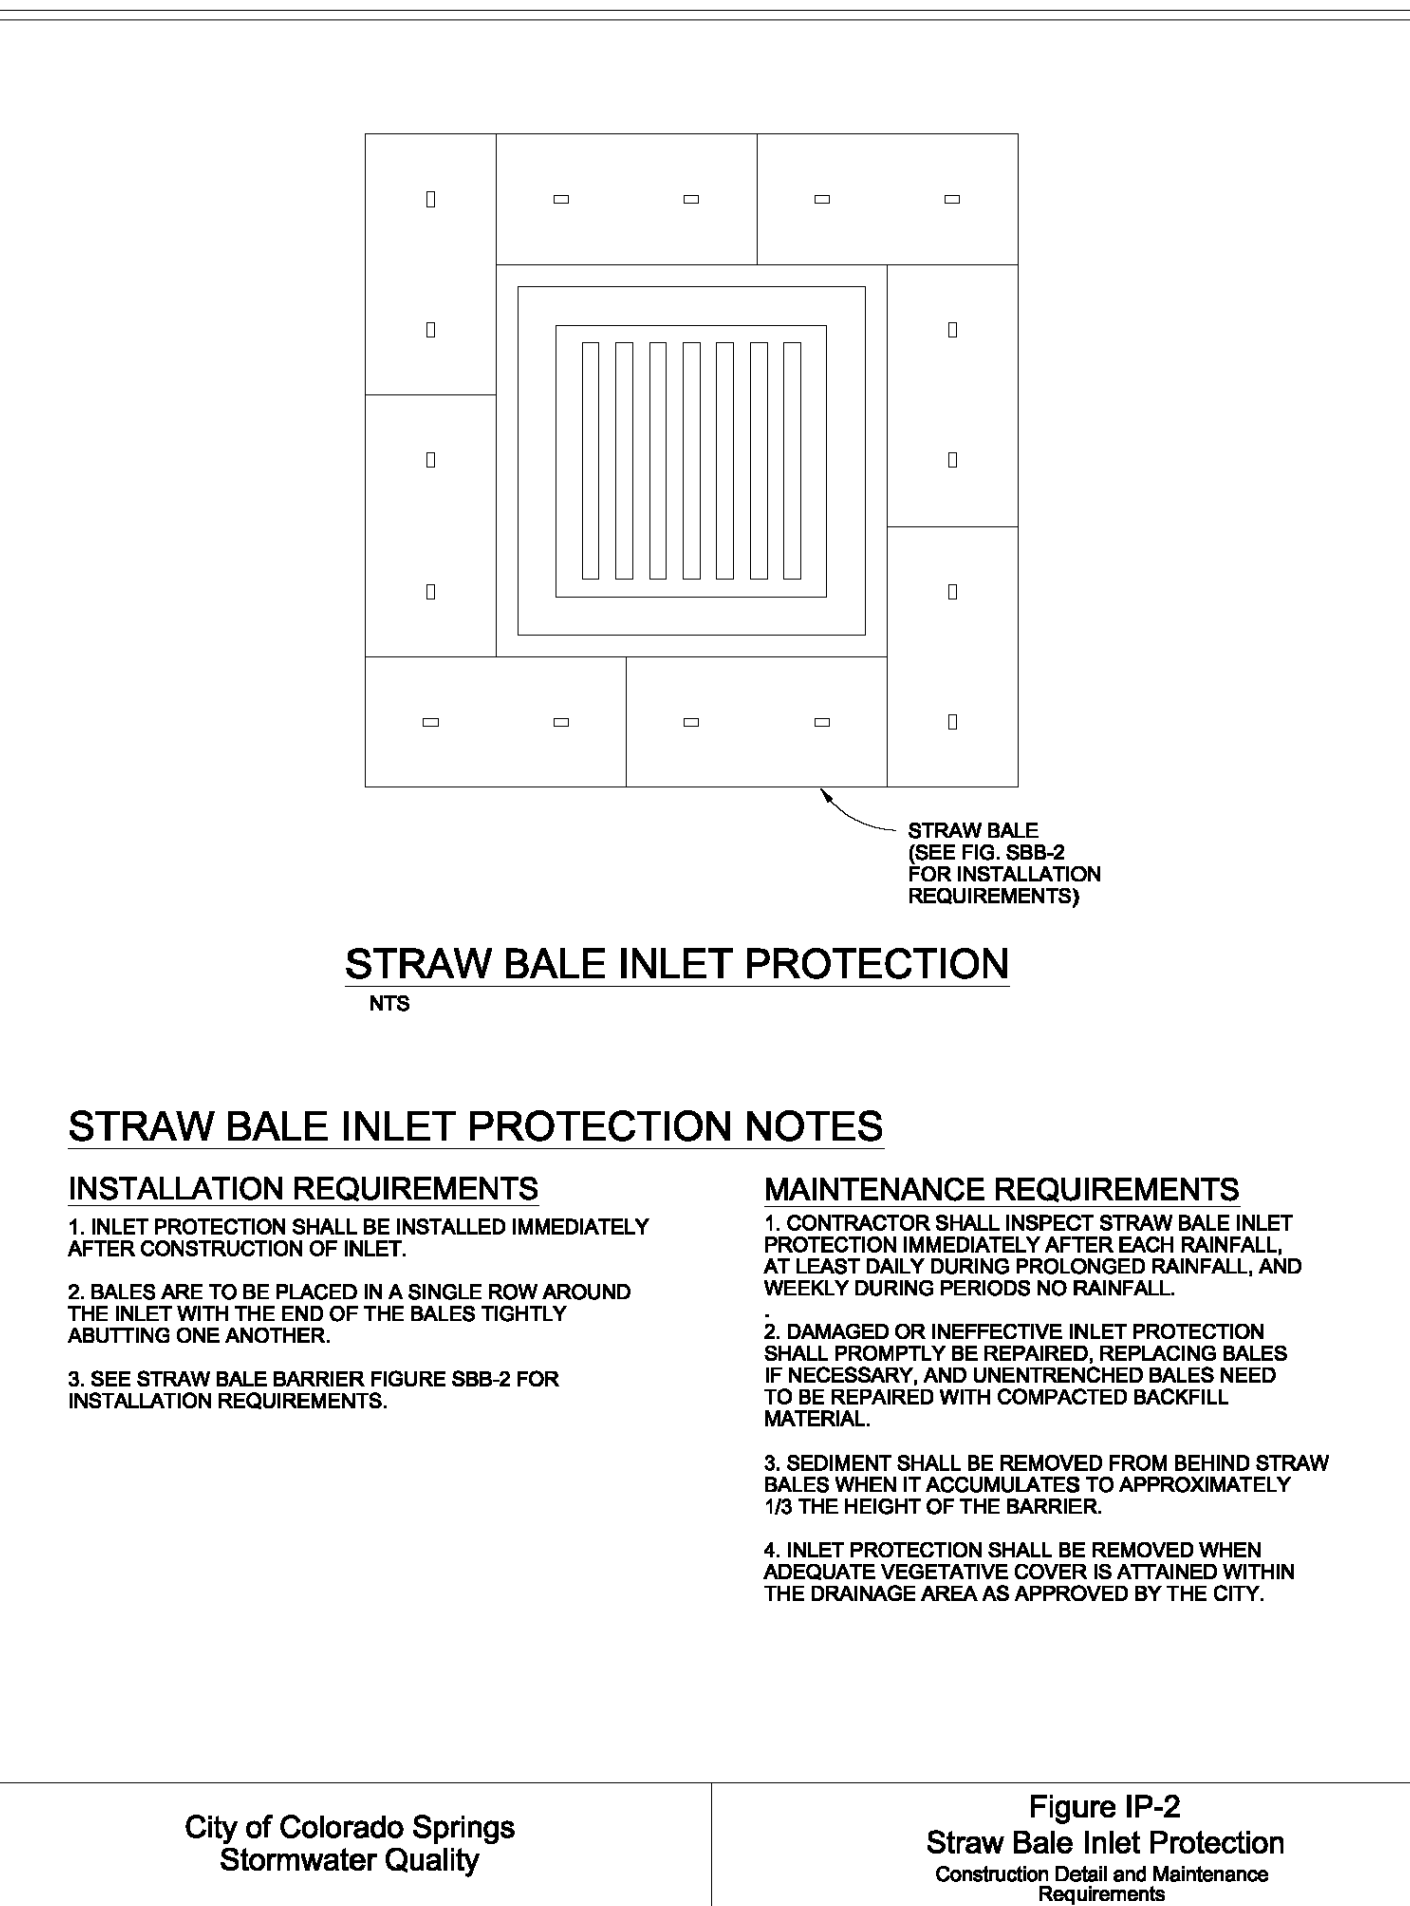 STRAW BALE
(SEE FIG. SBB-2
FOR INSTALLATION
REQUIREMENTS)
STRAW BALE INLET PROTECTION
NTS
STRAW BALE INLET PROTECTION NOTES
INSTALLATION REQUIREMENTS
1. INLET PROTECTION SHALL BE INSTALLED IMMEDIATELY
AFTER CONSTRUCTION OF INLET.
2. BALES ARE TO BE PLACED IN A SINGLE ROW AROUND
THE INLET WITH THE END OF THE BALES TIGHTLY
ABUTTING ONE ANOTHER.
3. SEE STRAW BALE BARRIER FIGURE SBB-2 FOR
INSTALLATION REQUIREMENTS.
MAINTENANCE REQUIREMENTS
1. CONTRACTOR SHALL INSPECT STRAW BALE INLET
PROTECTION IMMEDIATELY AFTER EACH RAINFALL,
AT LEAST DAILY DURING PROLONGED RAINFALL, AND
WEEKLY DURING PERIODS NO RAINFALL.
.
2. DAMAGED OR INEFFECTIVE INLET PROTECTION
SHALL PROMPTLY BE REPAIRED, REPLACING BALES
IF NECESSARY, AND UNENTRENCHED BALES NEED
TO BE REPAIRED WITH COMPACTED BACKFILL
MATERIAL.
3. SEDIMENT SHALL BE REMOVED FROM BEHIND STRAW
BALES WHEN IT ACCUMULATES TO APPROXIMATELY
1/3 THE HEIGHT OF THE BARRIER.
4. INLET PROTECTION SHALL BE REMOVED WHEN
ADEQUATE VEGETATIVE COVER IS ATTAINED WITHIN
THE DRAINAGE AREA AS APPROVED BY THE CITY.
City of Colorado Springs
Stormwater Quality
Figure IP-2
Straw Bale Inlet Protection
Construction Detail and Maintenance
Requirements